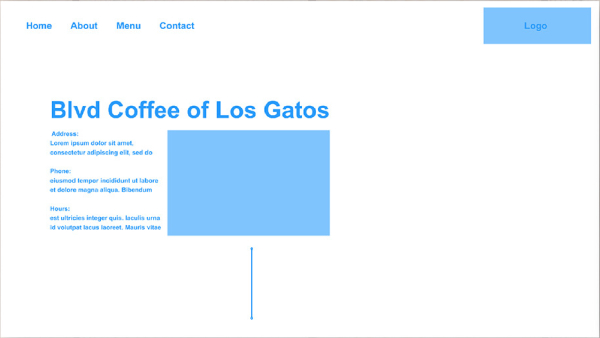 Home About Menu Contact
Logo
Blvd Coffee of Los Gatos
Address:
Lorem ipsum dolor sit amet,
consectetur adipiscing elit, sed do
Phone:
eiusmod tempor incididunt ut labore
et dolore magna aliqua. Bibendum
Hours:
est ultricies integer quis. Iaculis urna
id volutpat lacus laoreet. Mauris vitae